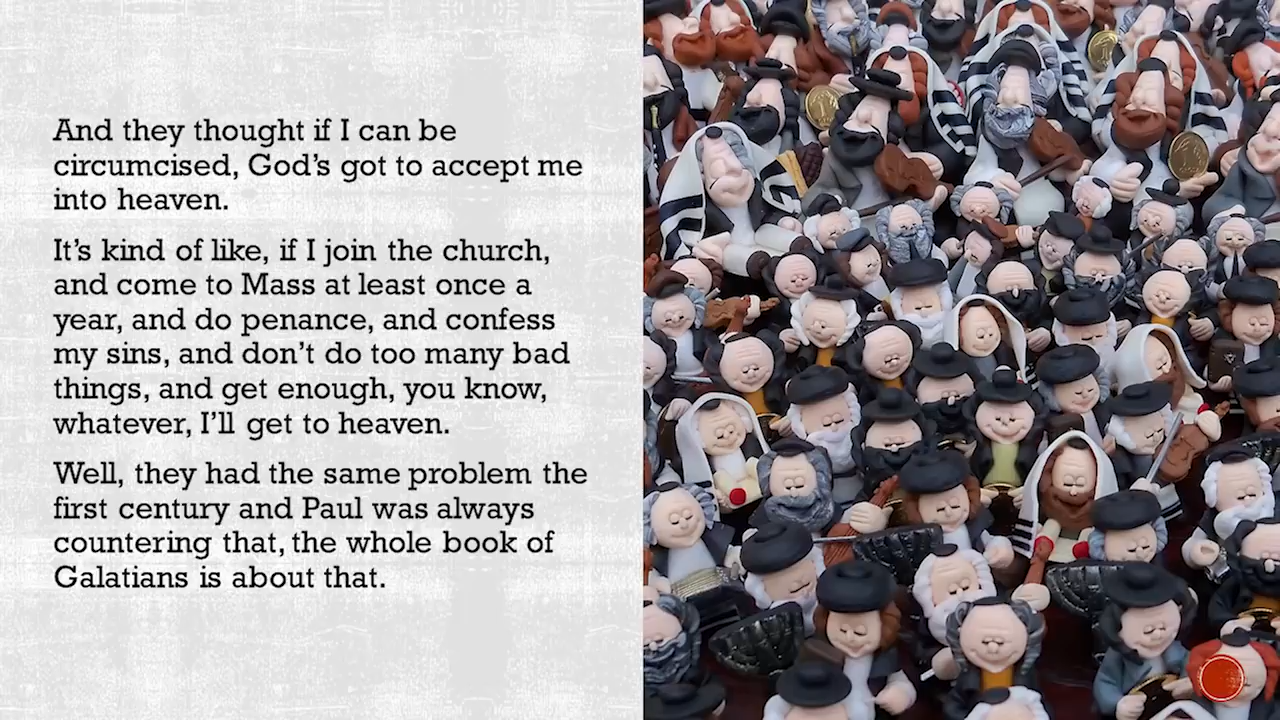 And they thought if I can be
circumcised, God's got to accept me
into heaven.
It's kind of like, if I join the church,
and come to Mass at least once a
year, and do penance, and confess
my sins, and don't do too many bad
things, and get enough, you know,
whatever, I'll get to heaven.
Well, they had the same problem the
first century and Paul was always
countering that, the whole book of
Galatians is about that.